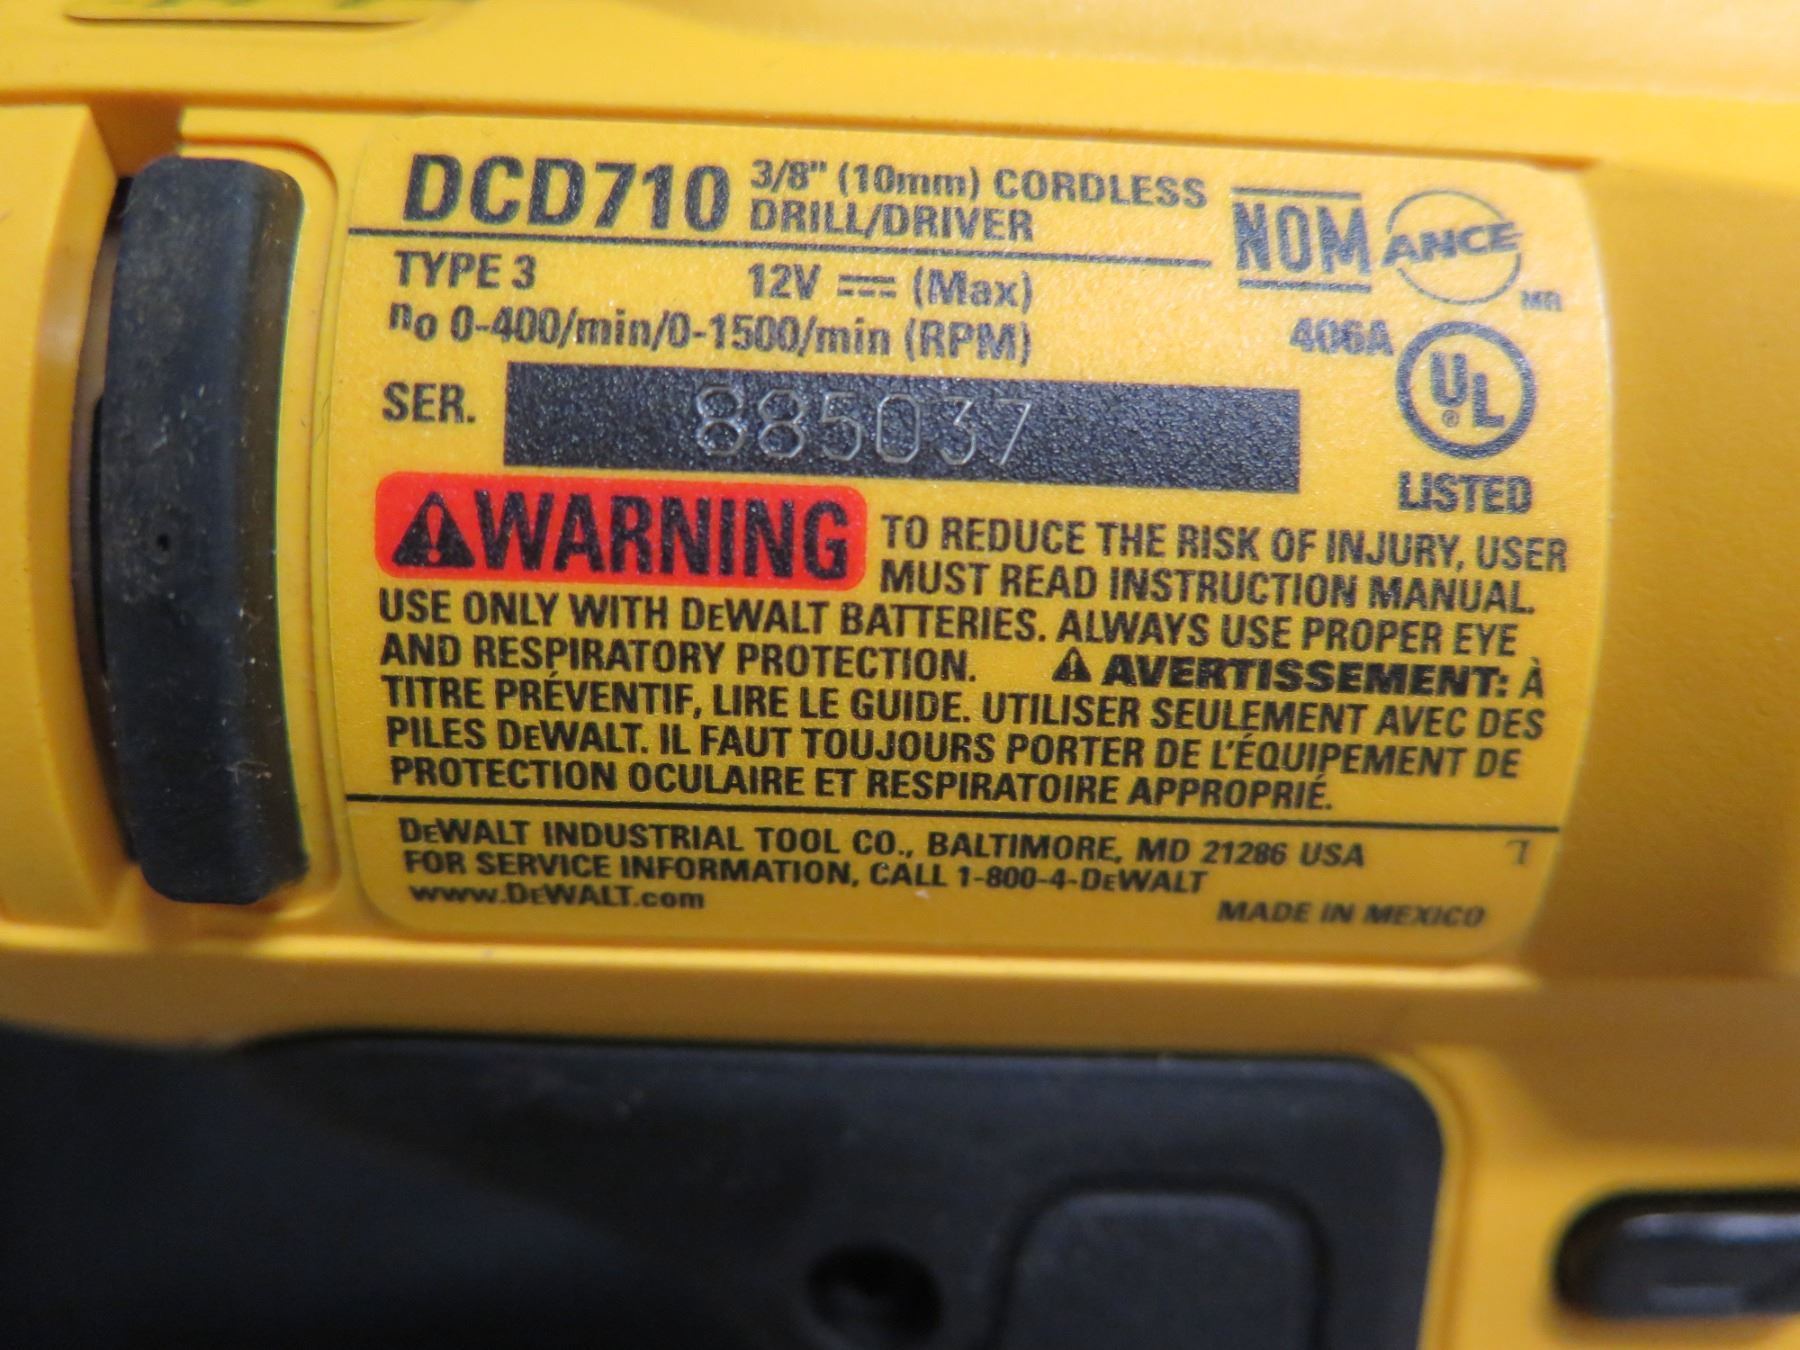 DCD710 3/8" (10mm) CORDLESS
DRILL/DRIVER
NOM ANCE
MR
TYPE 3 12V ⎓ (Max)
no 0-400/min/0-1500/min (RPM)
406A UL ®
LISTED
SER. 885037
WARNING TO REDUCE THE RISK OF INJURY, USER
MUST READ INSTRUCTION MANUAL.
USE ONLY WITH DEWALT BATTERIES. ALWAYS USE PROPER EYE
AND RESPIRATORY PROTECTION. AVERTISSEMENT: À
TITRE PRÉVENTIF, LIRE LE GUIDE. UTILISER SEULEMENT AVEC DES
PILES DEWALT. IL FAUT TOUJOURS PORTER DE L'ÉQUIPEMENT DE
PROTECTION OCULAIRE ET RESPIRATOIRE APPROPRIÉ.
DEWALT INDUSTRIAL TOOL CO., BALTIMORE, MD 21286 USA
FOR SERVICE INFORMATION, CALL 1-800-4-DEWALT
www.DEWALT.com
MADE IN MEXICO